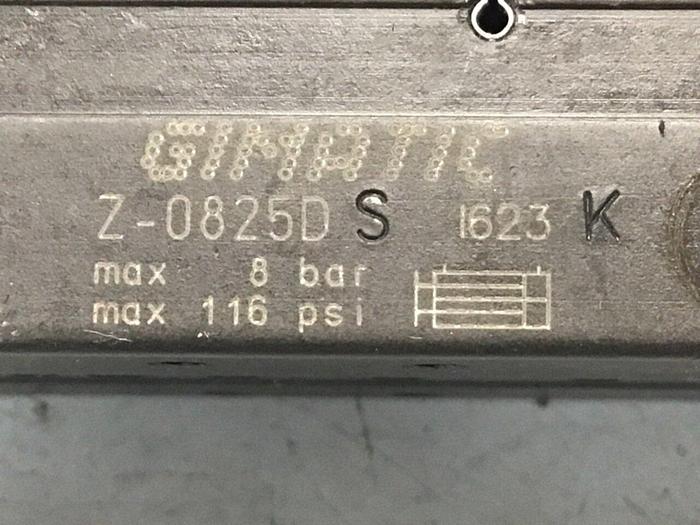 GIMATIC
Z-0825D S 1623 K
max 8 bar
max 116 psi